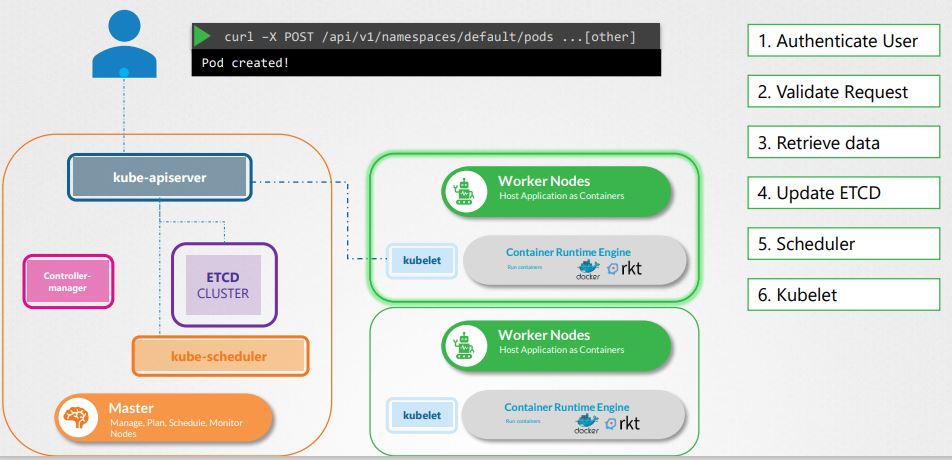 curl –X POST /api/v1/namespaces/default/pods ...[other]
Pod created!
1. Authenticate User
2. Validate Request
3. Retrieve data
4. Update ETCD
5. Scheduler
6. Kubelet
kube-apiserver
Controller-
manager
ETCD
CLUSTER
kube-scheduler
Master
Manage, Plan, Schedule, Monitor
Nodes
Worker Nodes
Host Application as Containers
kubelet
Container Runtime Engine
Run containers
docker
rkt
Worker Nodes
Host Application as Containers
kubelet
Container Runtime Engine
Run containers
docker
rkt